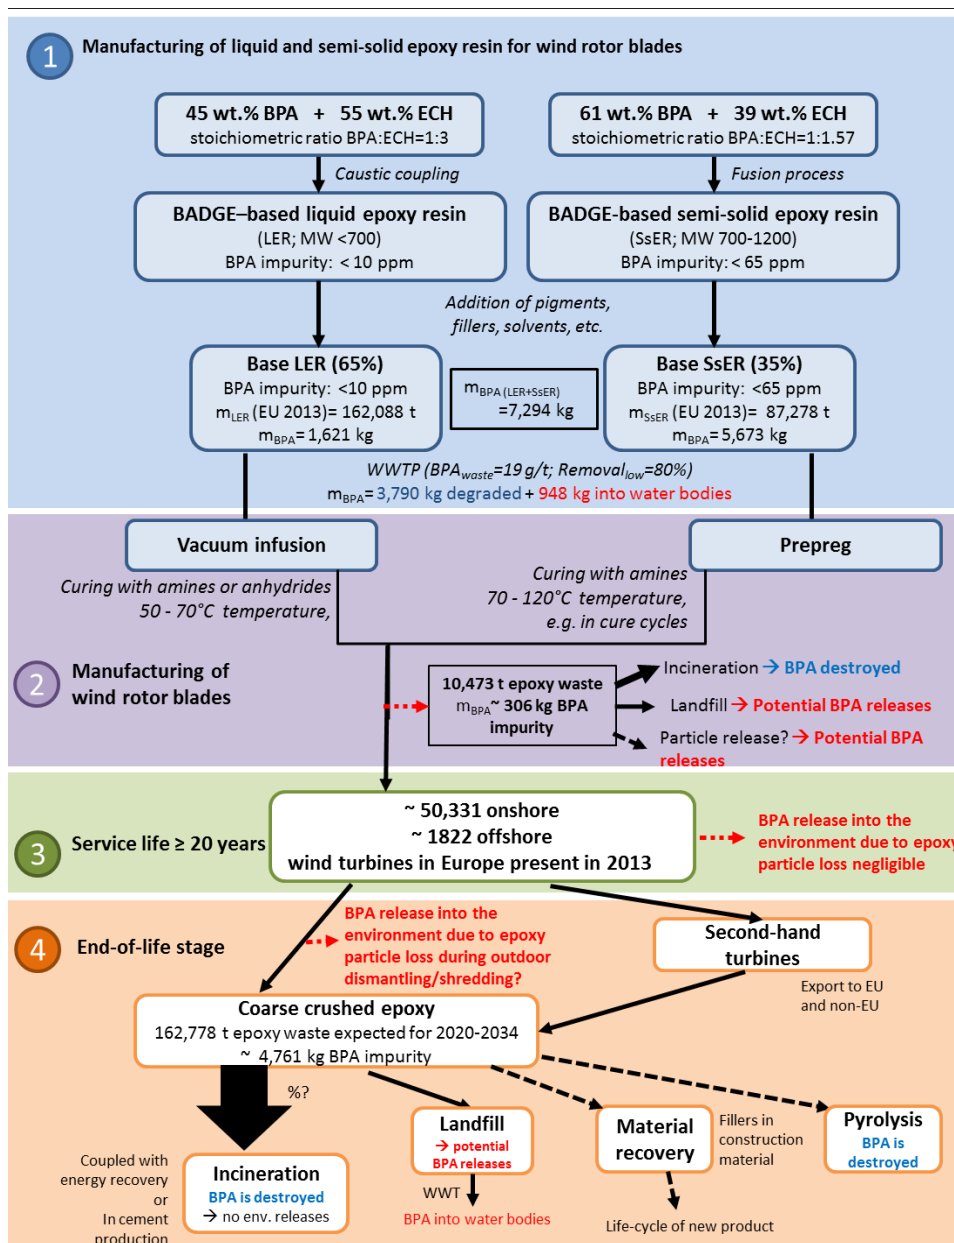 1
Manufacturing of liquid and semi-solid epoxy resin for wind rotor blades
45 wt.% BPA + 55 wt.% ECH
stoichiometric ratio BPA:ECH=1:3
61 wt.% BPA + 39 wt.% ECH
stoichiometric ratio BPA:ECH=1:1.57
Caustic coupling
Fusion process
BADGE–based liquid epoxy resin
(LER; MW <700)
BPA impurity: < 10 ppm
BADGE-based semi-solid epoxy resin
(SsER; MW 700-1200)
BPA impurity: < 65 ppm
Addition of pigments,
fillers, solvents, etc.
Base LER (65%)
BPA impurity: <10 ppm
mLER (EU 2013)= 162,088 t
mBPA= 1,621 kg
mBPA (LER+SsER)
=7,294 kg
Base SsER (35%)
BPA impurity: <65 ppm
mSsER (EU 2013)= 87,278 t
mBPA= 5,673 kg
WWTP (BPAwaste=19 g/t; Removallow=80%)
mBPA= 3,790 kg degraded + 948 kg into water bodies
Vacuum infusion
Prepreg
Curing with amines or anhydrides
50 - 70°C temperature,
Curing with amines
70 - 120°C temperature,
e.g. in cure cycles
2
Manufacturing of
wind rotor blades
10,473 t epoxy waste
mBPA~ 306 kg BPA
impurity
Incineration → BPA destroyed
Landfill → Potential BPA releases
Particle release? → Potential BPA
releases
3
Service life ≥ 20 years
~ 50,331 onshore
~ 1822 offshore
wind turbines in Europe present in 2013
BPA release into the
environment due to epoxy
particle loss negligible
4
End-of-life stage
BPA release into the
environment due to epoxy
particle loss during outdoor
dismantling/shredding?
Second-hand
turbines
Export to EU
and non-EU
Coarse crushed epoxy
162,778 t epoxy waste expected for 2020-2034
~ 4,761 kg BPA impurity
%?
Coupled with
energy recovery
or
In cement
production
Incineration
BPA is destroyed
→ no env. releases
Landfill
→ potential
BPA releases
WWT
BPA into water bodies
Material
recovery
Fillers in
construction
material
Life-cycle of new product
Pyrolysis
BPA is
destroyed